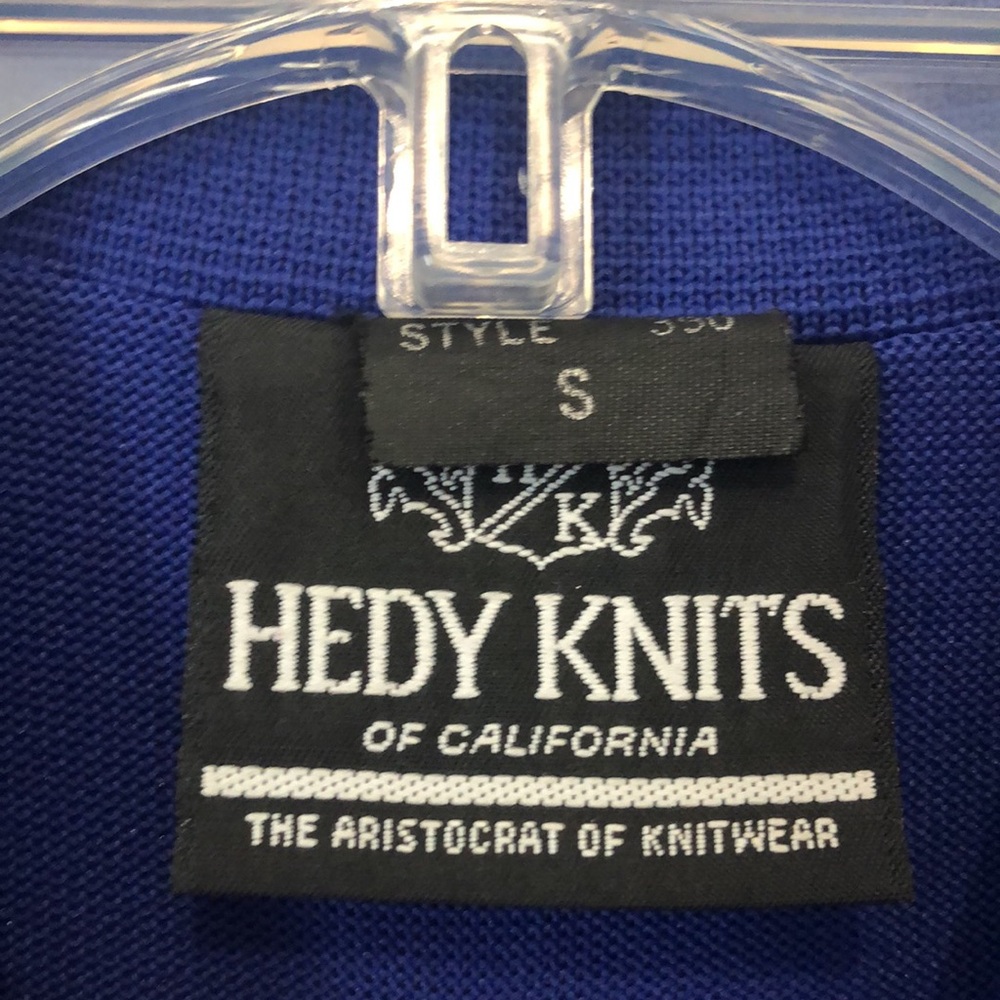 STYLE
S
K
HEDY KNITS
OF CALIFORNIA
THE ARISTOCRAT OF KNITWEAR